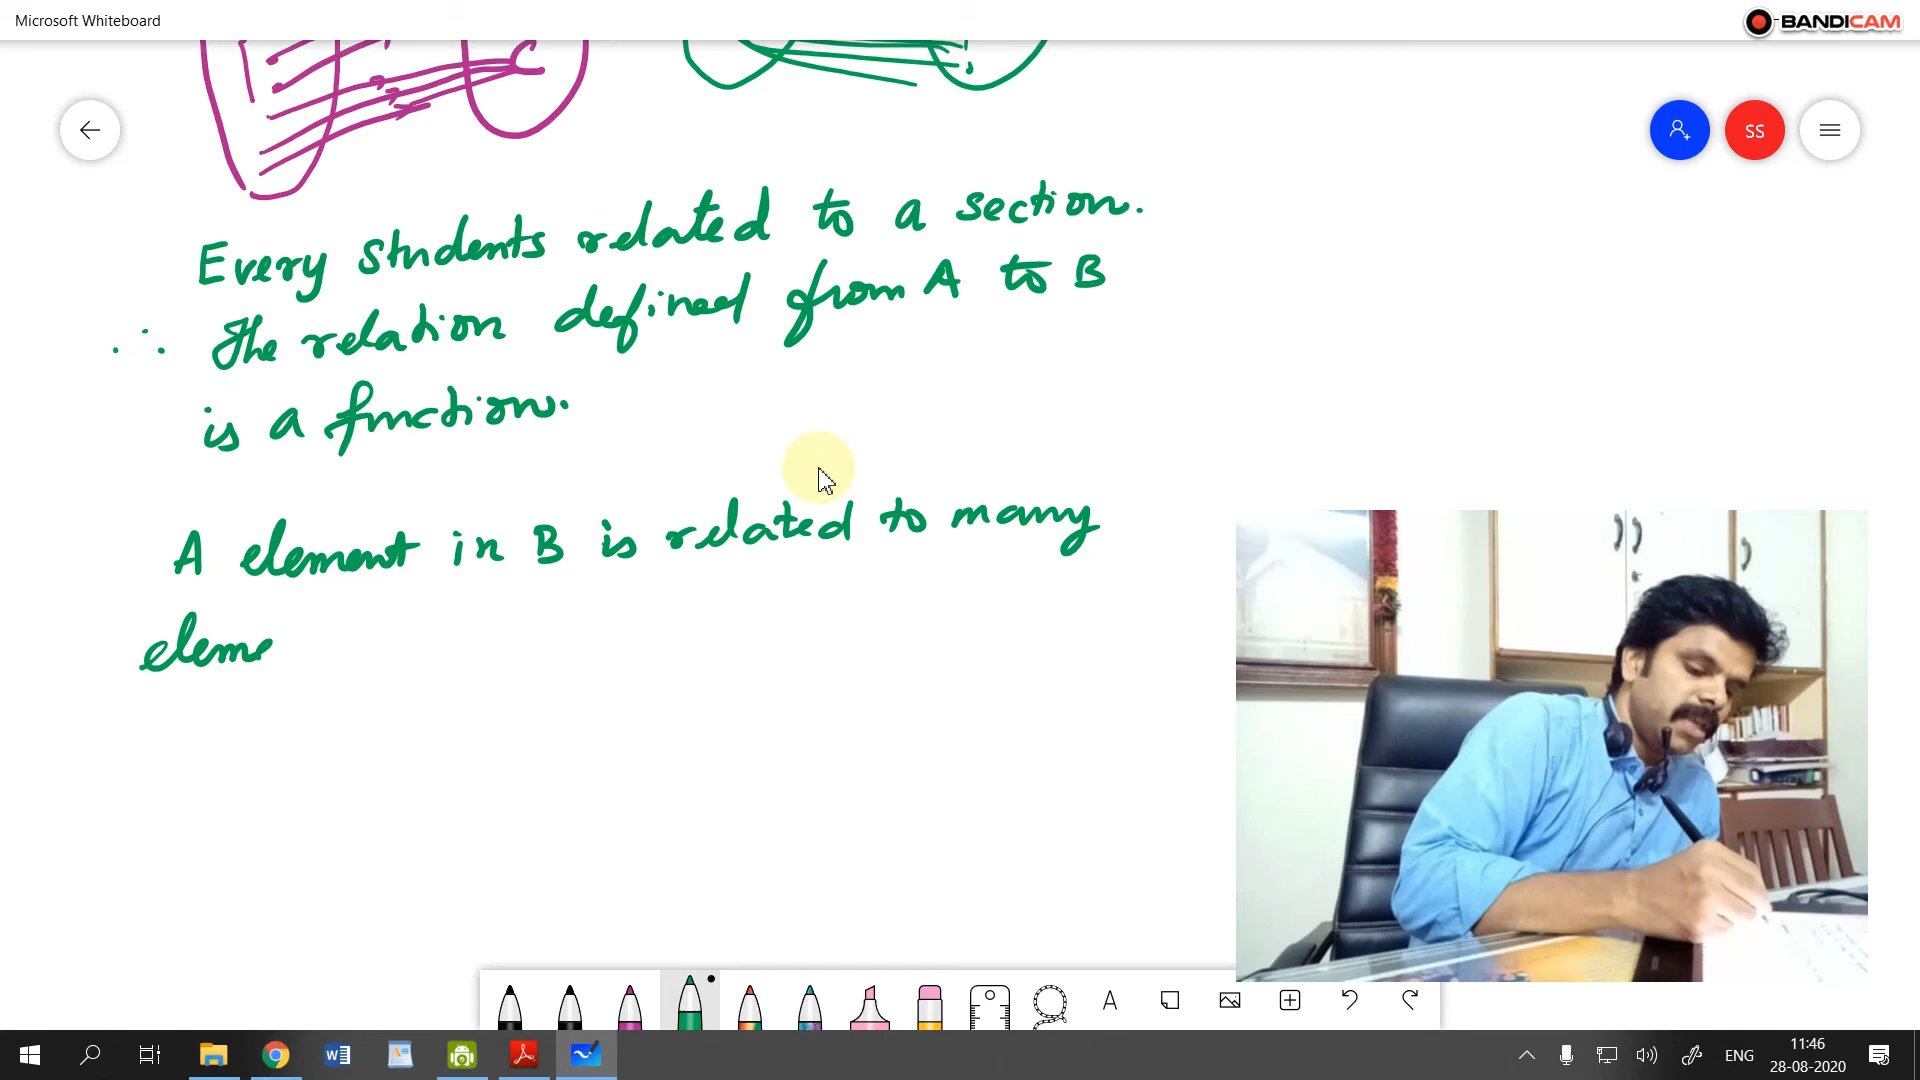 Microsoft Whiteboard
BANDICAM
SS
Every students related to a section.
∴ The relation defined from A to B
is a function.
A element in B is related to many
eleme
A
ENG
11:46
28-08-2020